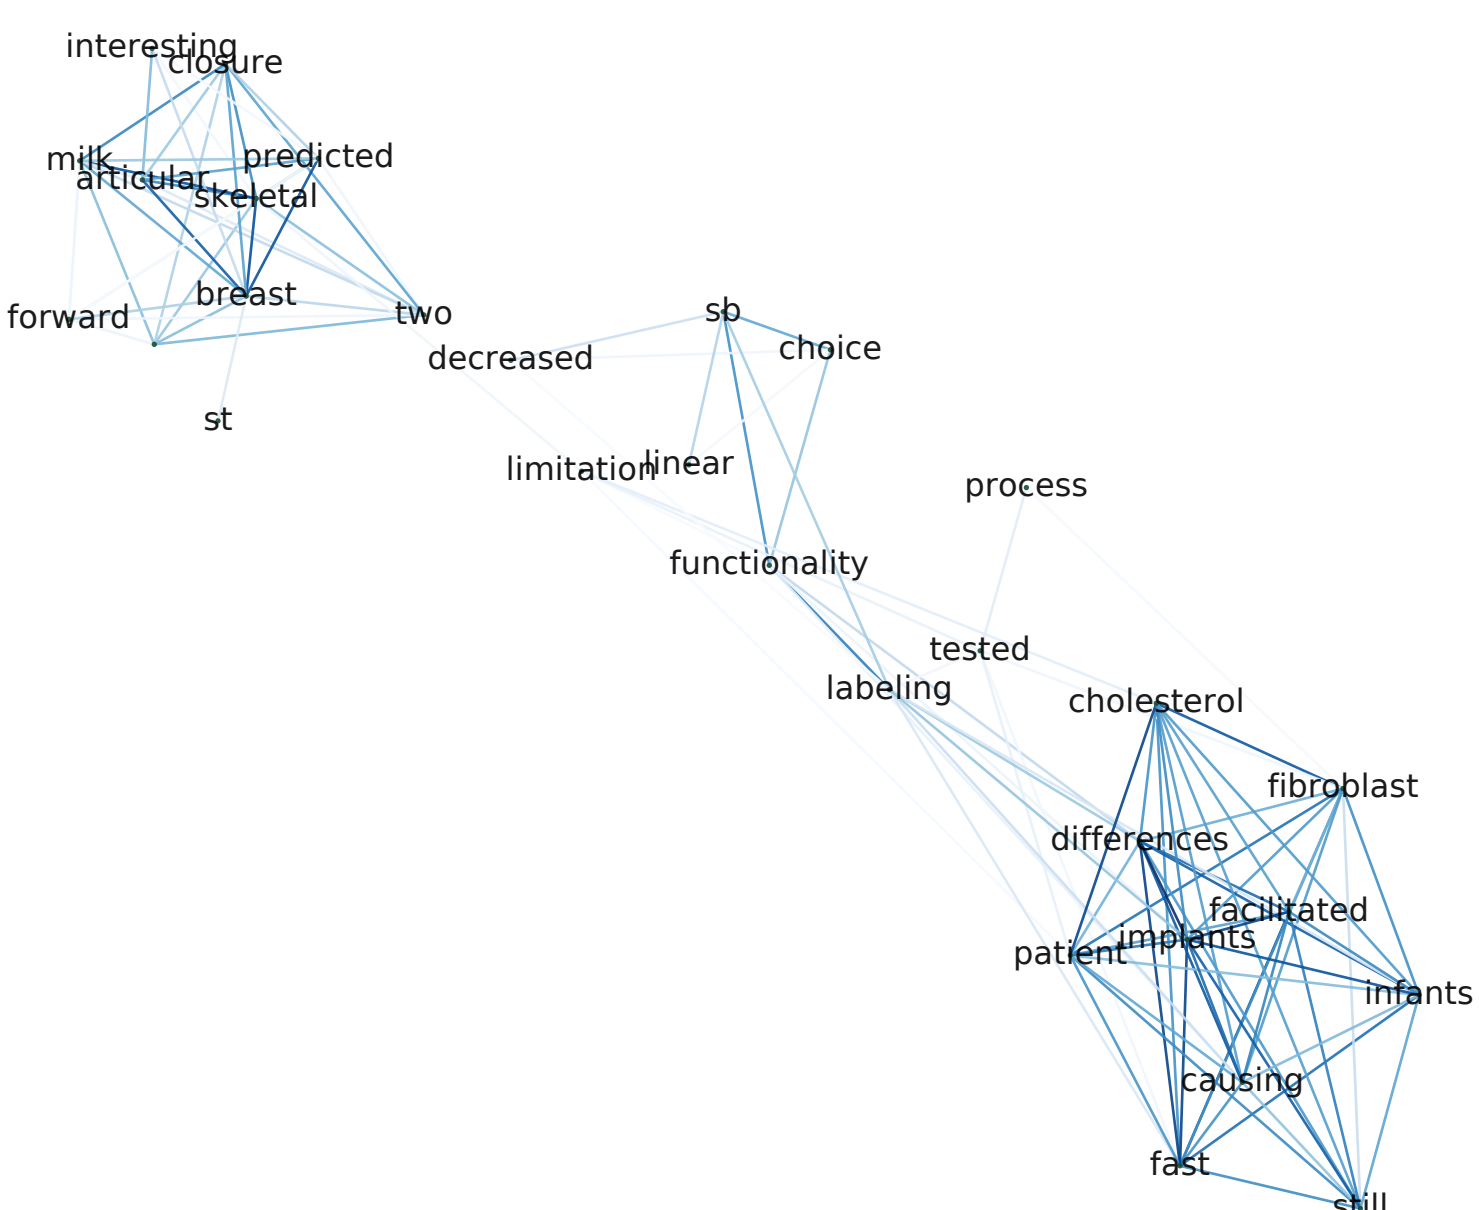 interesting
closure
milk
predicted
articular
skeletal
breast
forward
two
sb
decreased
choice
st
limitation
linear
process
functionality
tested
labeling
cholesterol
fibroblast
differences
facilitated
implants
patient
infants
causing
fast
still